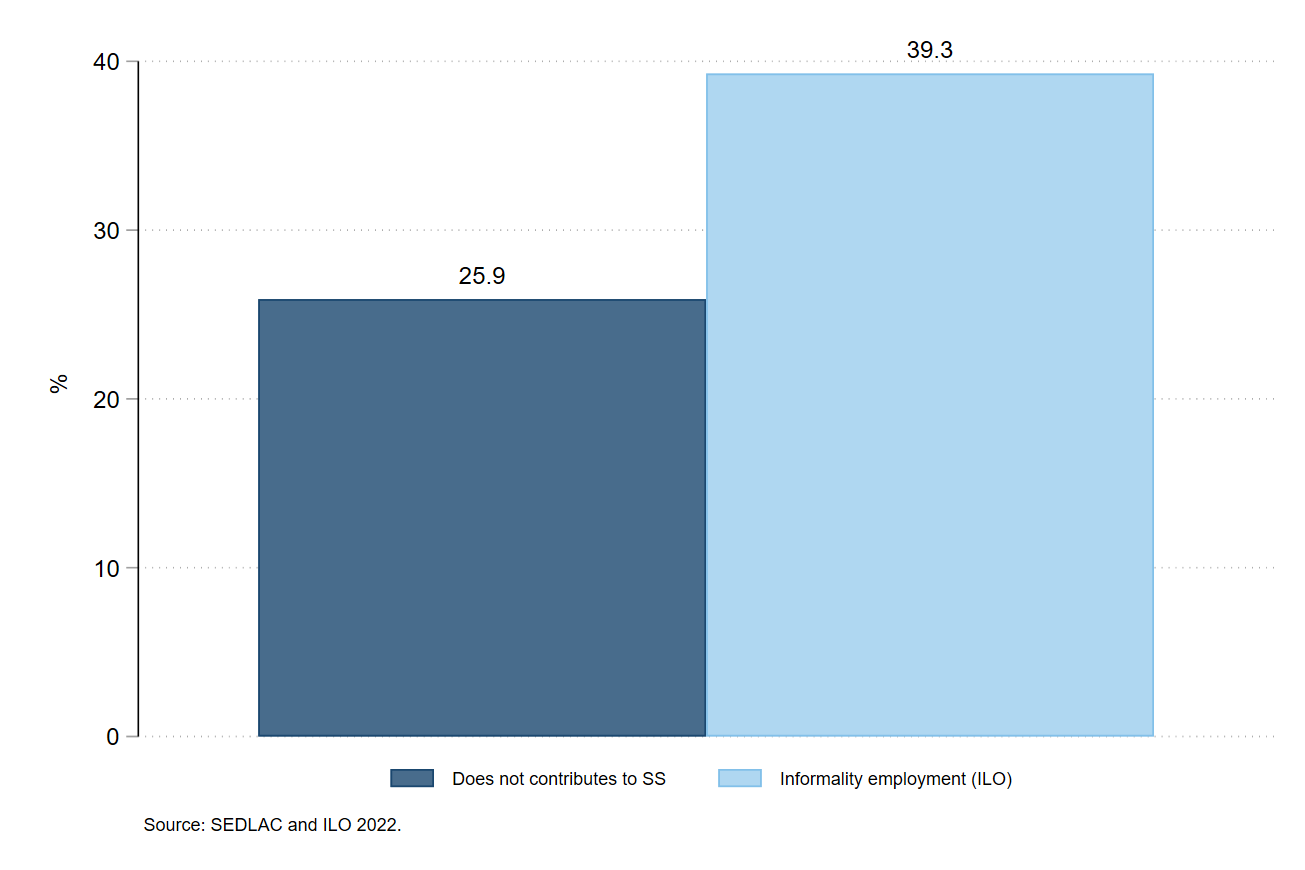 39.3
40
30
25.9
%
20
10
0
Does not contributes to SS
Informality employment (ILO)
Source: SEDLAC and ILO 2022.